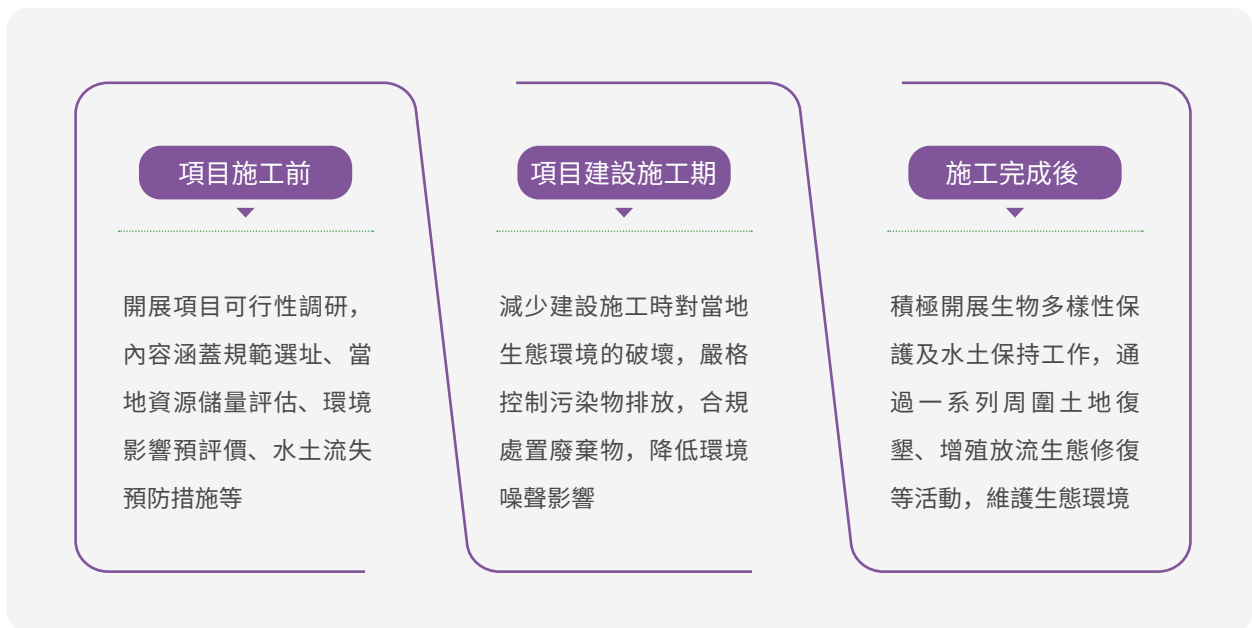 項目施工前
開展項目可行性調研，
內容涵蓋規範選址、當
地資源儲量評估、環境
影響預評價、水土流失
預防措施等
項目建設施工期
減少建設施工時對當地
生態環境的破壞，嚴格
控制污染物排放，合規
處置廢棄物，降低環境
噪聲影響
施工完成後
積極開展生物多樣性保
護及水土保持工作，通
過一系列周圍土地復
墾、增殖放流生態修復
等活動，維護生態環境